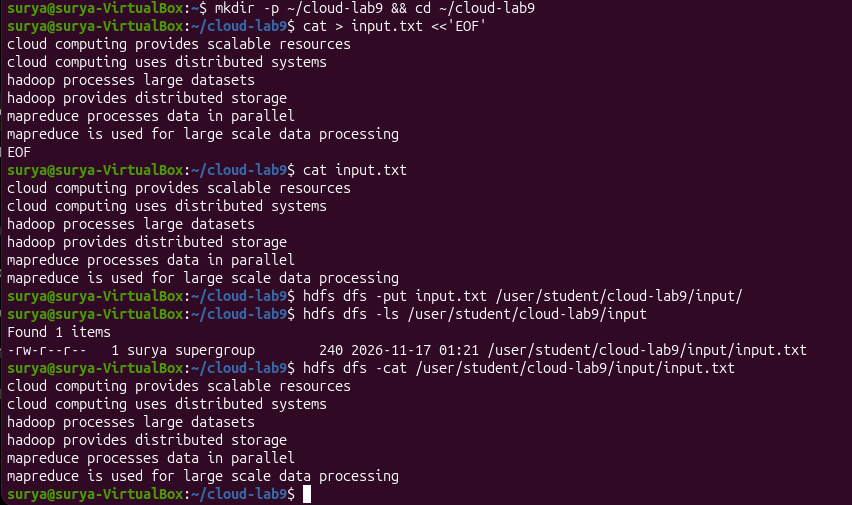 surya@surya-VirtualBox:~$ mkdir -p ~/cloud-lab9 && cd ~/cloud-lab9
surya@surya-VirtualBox:~/cloud-lab9$ cat > input.txt <<'EOF'
cloud computing provides scalable resources
cloud computing uses distributed systems
hadoop processes large datasets
hadoop provides distributed storage
mapreduce processes data in parallel
mapreduce is used for large scale data processing
EOF
surya@surya-VirtualBox:~/cloud-lab9$ cat input.txt
cloud computing provides scalable resources
cloud computing uses distributed systems
hadoop processes large datasets
hadoop provides distributed storage
mapreduce processes data in parallel
mapreduce is used for large scale data processing
surya@surya-VirtualBox:~/cloud-lab9$ hdfs dfs -put input.txt /user/student/cloud-lab9/input/
surya@surya-VirtualBox:~/cloud-lab9$ hdfs dfs -ls /user/student/cloud-lab9/input
Found 1 items
-rw-r--r--   1 surya supergroup        240 2026-11-17 01:21 /user/student/cloud-lab9/input/input.txt
surya@surya-VirtualBox:~/cloud-lab9$ hdfs dfs -cat /user/student/cloud-lab9/input/input.txt
cloud computing provides scalable resources
cloud computing uses distributed systems
hadoop processes large datasets
hadoop provides distributed storage
mapreduce processes data in parallel
mapreduce is used for large scale data processing
surya@surya-VirtualBox:~/cloud-lab9$